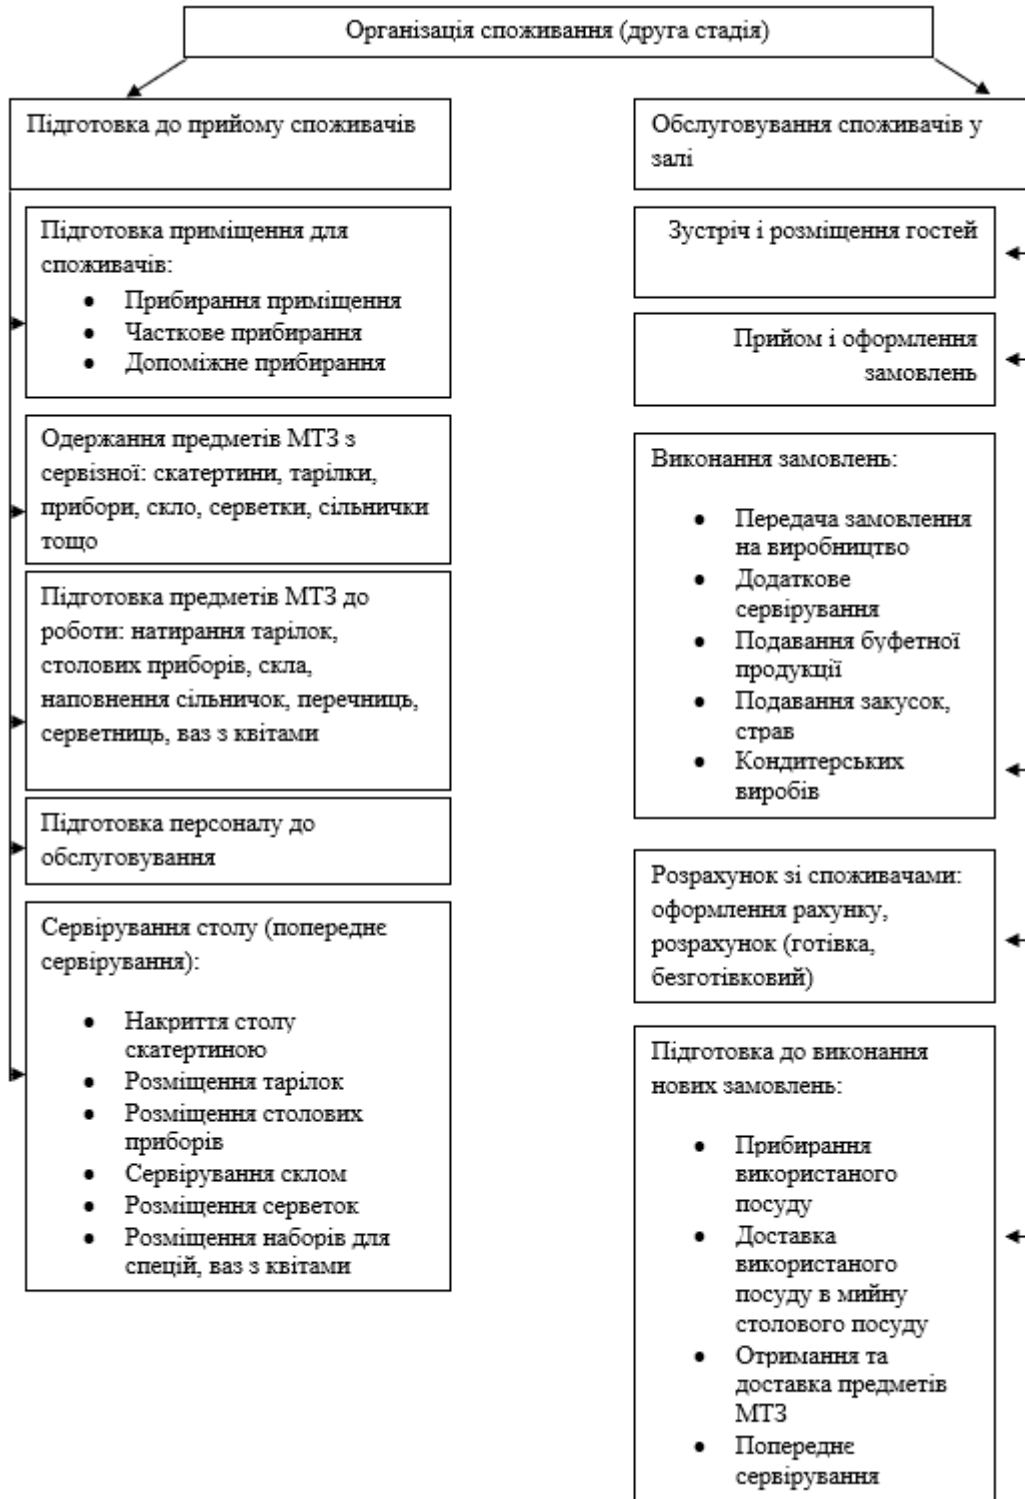 Організація споживання (друга стадія)
Підготовка до прийому споживачів
Підготовка приміщення для
споживачів:
● Прибирання приміщення
● Часткове прибирання
● Допоміжне прибирання
Одержання предметів МТЗ з
сервізної: скатертини, тарілки,
прибори, скло, серветки, сільнички
тощо
Підготовка предметів МТЗ до
роботи: натирання тарілок,
столових приборів, скла,
наповнення сільничок, перечниць,
серветниць, ваз з квітами
Підготовка персоналу до
обслуговування
Сервірування столу (попереднє
сервірування):
● Накриття столу
скатертиною
● Розміщення тарілок
● Розміщення столових
приборів
● Сервірування склом
● Розміщення серветок
● Розміщення наборів для
спецій, ваз з квітами
Обслуговування споживачів у
залі
Зустріч і розміщення гостей
Прийом і оформлення
замовлень
Виконання замовлень:
● Передача замовлення
на виробництво
● Додаткове
сервірування
● Подавання буфетної
продукції
● Подавання закусок,
страв
● Кондитерських
виробів
Розрахунок зі споживачами:
оформлення рахунку,
розрахунок (готівка,
безготівковий)
Підготовка до виконання
нових замовлень:
● Прибирання
використаного
посуду
● Доставка
використаного
посуду в мийну
столового посуду
● Отримання та
доставка предметів
МТЗ
● Попереднє
сервірування